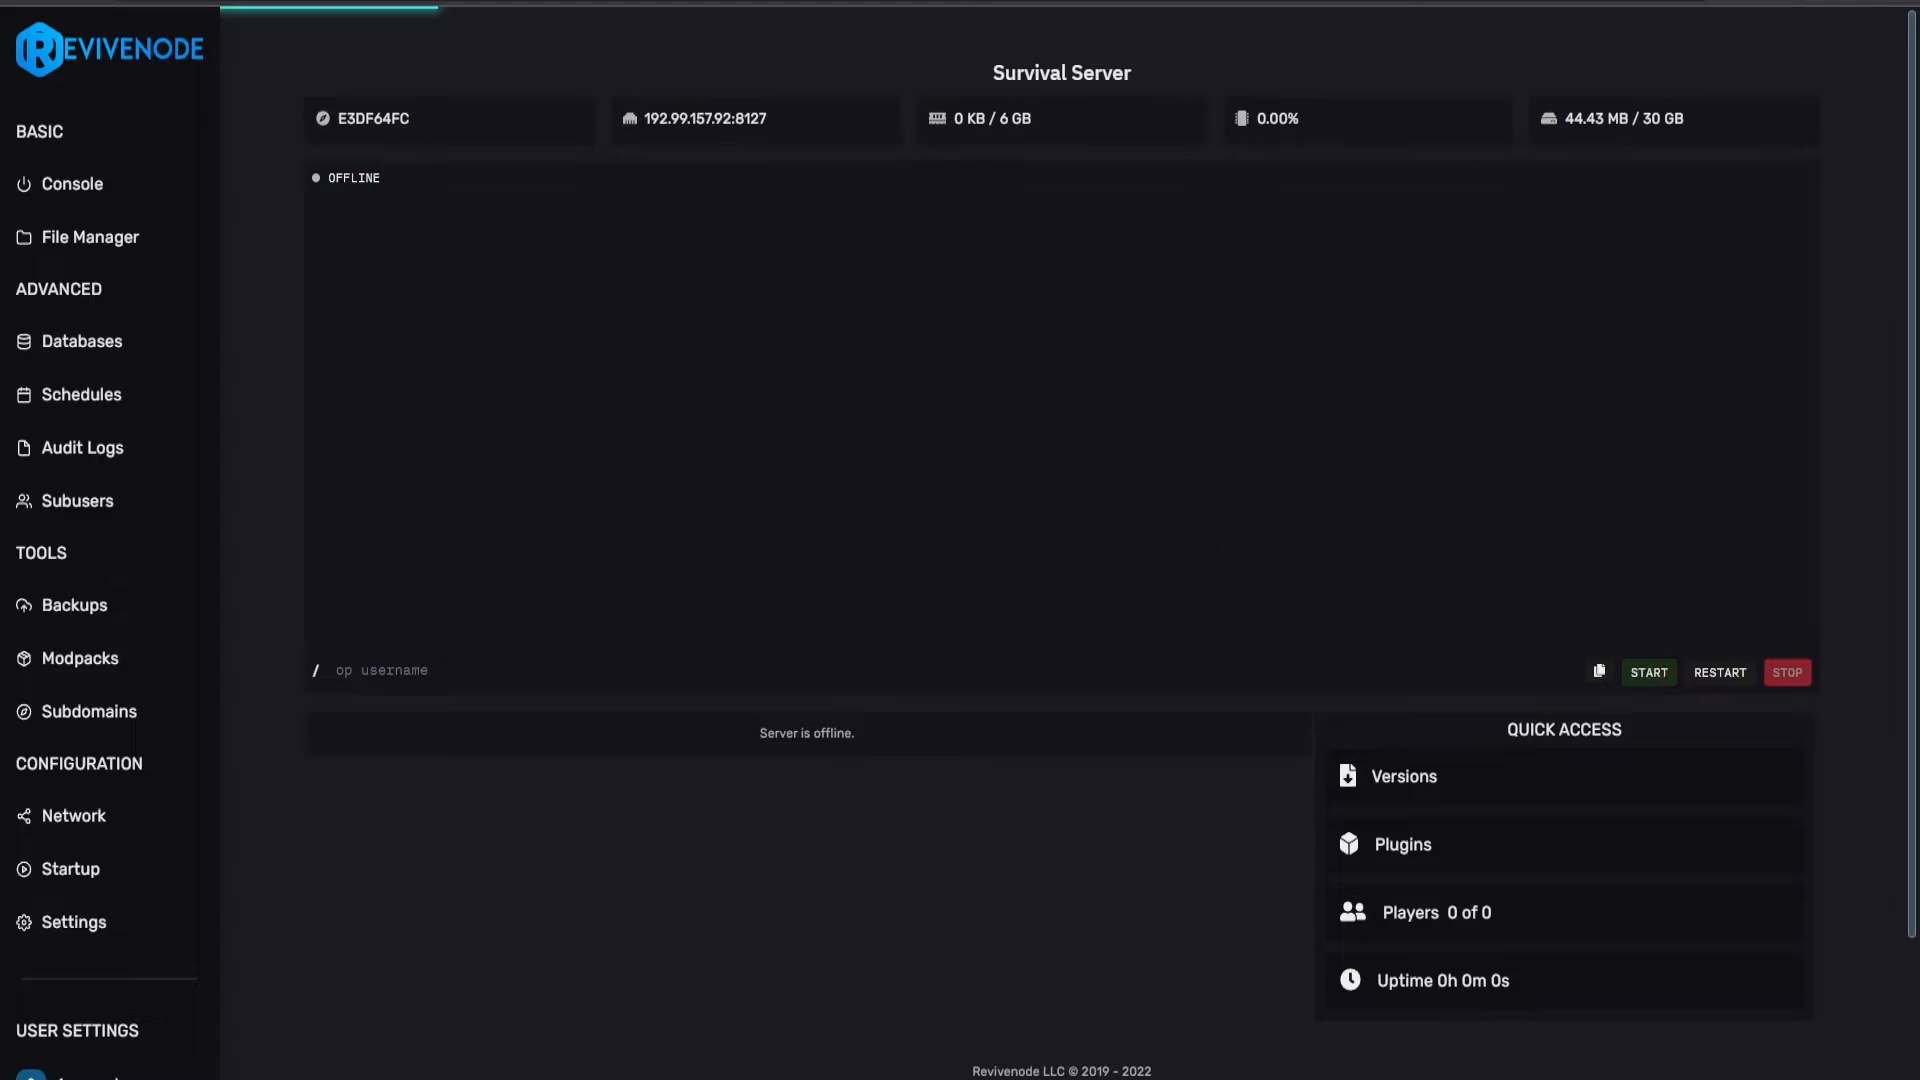 REVIVENODE
BASIC
Console
File Manager
ADVANCED
Databases
Schedules
Audit Logs
Subusers
TOOLS
Backups
Modpacks
Subdomains
CONFIGURATION
Network
Startup
Settings
USER SETTINGS
Survival Server
E3DF64FC
192.99.157.92:8127
0 KB / 6 GB
0.00%
44.43 MB / 30 GB
OFFLINE
/ op username
START
RESTART
STOP
Server is offline.
QUICK ACCESS
Versions
Plugins
Players 0 of 0
Uptime 0h 0m 0s
Revivenode LLC © 2019 - 2022